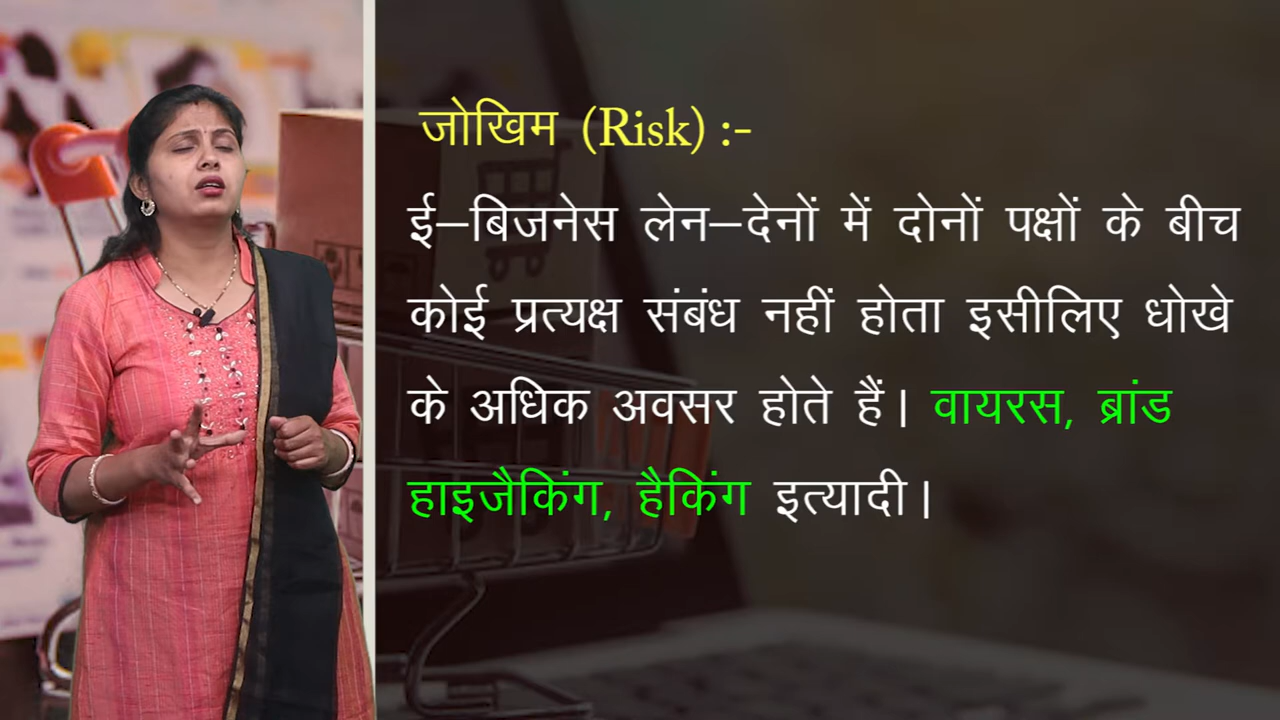 जोखिम (Risk) :-
ई–बिजनेस लेन–देनों में दोनों पक्षों के बीच
कोई प्रत्यक्ष संबंध नहीं होता इसीलिए धोखे
के अधिक अवसर होते हैं। वायरस, ब्रांड
हाइजैकिंग, हैकिंग इत्यादी।